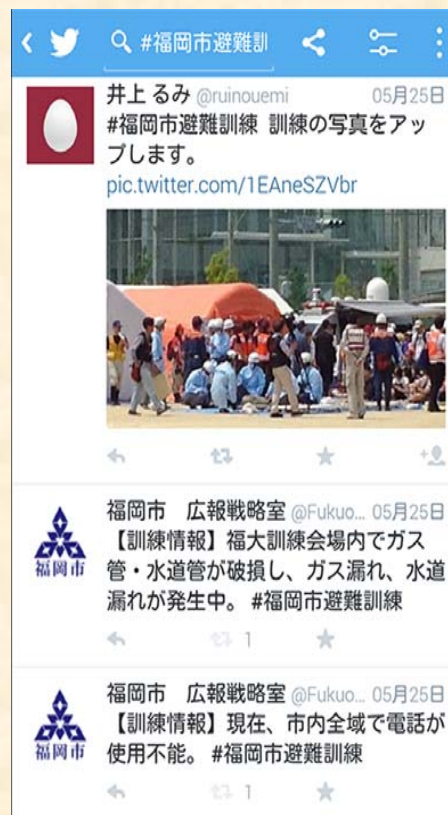 #福岡市避難訓
井上 るみ @ruinouemi 05月25日
#福岡市避難訓練 訓練の写真をアッ
プします。
pic.twitter.com/1EAneSZVbr
福岡市 広報戦略室 @Fukuo... 05月25日
【訓練情報】福大訓練会場内でガス
管・水道管が破損し、ガス漏れ、水道
漏れが発生中。 #福岡市避難訓練
福岡市
1
福岡市 広報戦略室 @Fukuo... 05月25日
【訓練情報】現在、市内全域で電話が
使用不能。 #福岡市避難訓練
福岡市
1